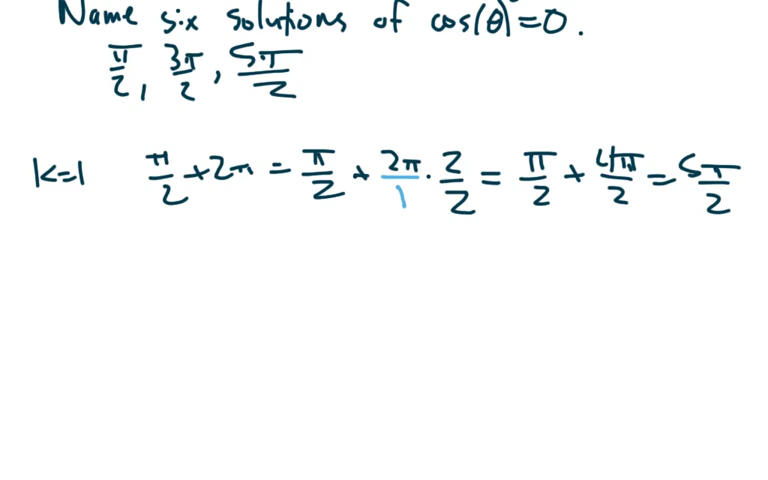 Name six solutions of cos(θ)=0.
π/2, 3π/2, 5π/2
k=1 π/2 + 2π = π/2 + 2π/1 · 2/2 = π/2 + 4π/2 = 5π/2